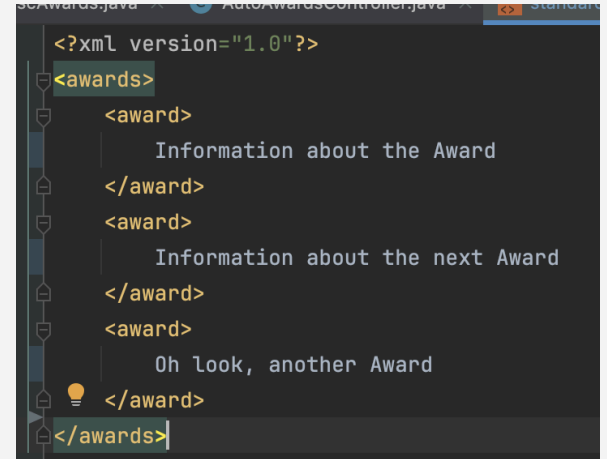 scAwards.java AutoAwardsController.java standard
<?xml version="1.0"?>
<awards>
<award>
Information about the Award
</award>
<award>
Information about the next Award
</award>
<award>
Oh look, another Award
</award>
</awards>